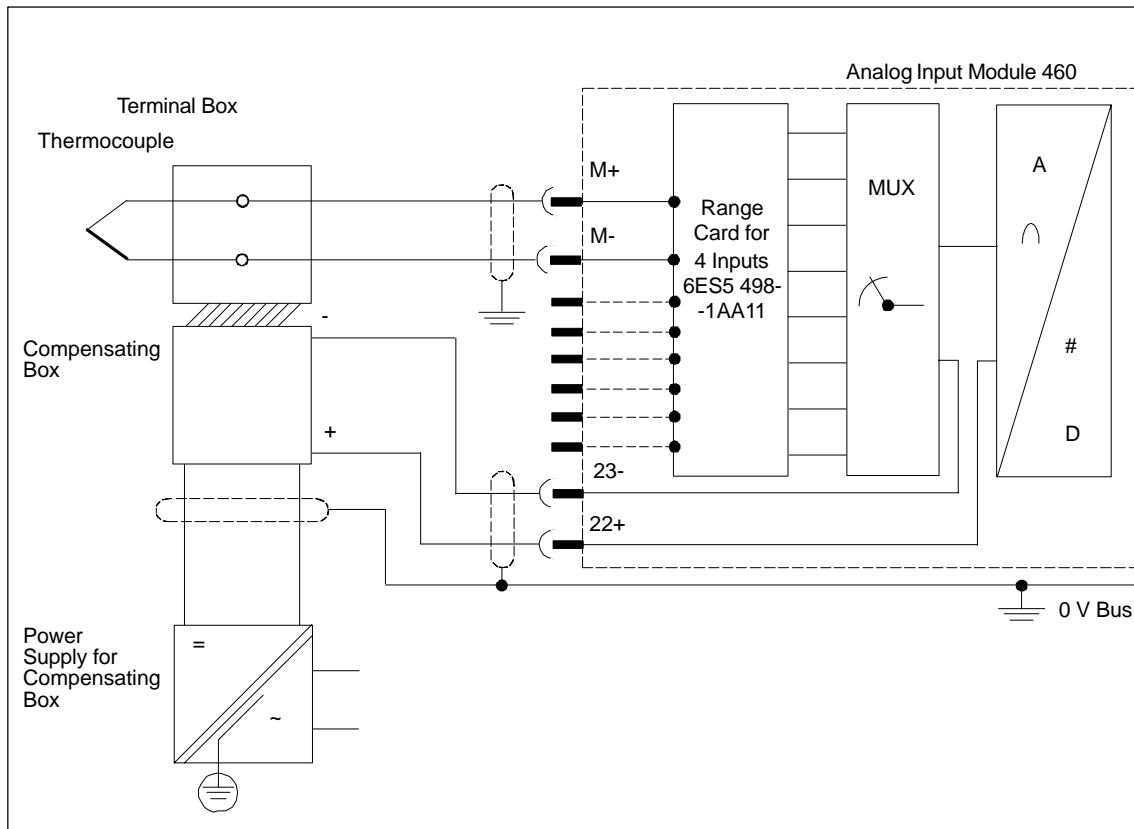 Analog Input Module 460
Terminal Box
Thermocouple
M+
M-
Range
Card for
4 Inputs
6ES5 498-
-1AA11
MUX
A
#
D
-
Compensating
Box
+
23-
22+
0 V Bus
Power
Supply for
Compensating
Box
=
~